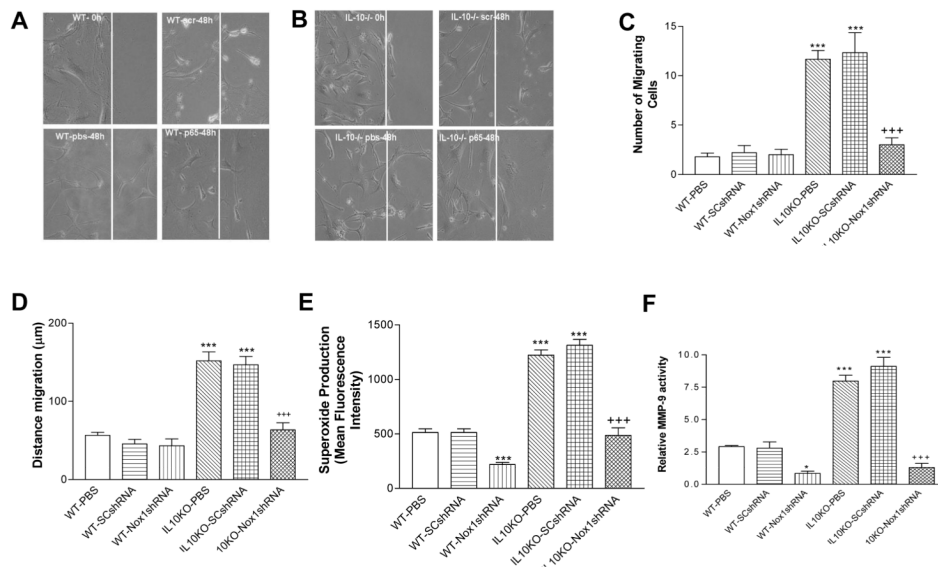 A
WT- 0h
WT-scr-48h
WT-pbs-48h
WT- p65-48h
B
IL-10-/- 0h
IL-10-/- scr-48h
IL-10-/- pbs-48h
IL-10-/- p65-48h
C
Number of Migrating
Cells
15
10
5
0
***
***
+++
WT-PBS
WT-SCshRNA
WT-Nox1shRNA
IL10KO-PBS
IL10KO-SCshRNA
L10KO-Nox1shRNA
D
Distance migration (µm)
200
100
0
***
***
+++
WT-PBS
WT-SCshRNA
WT-Nox1shRNA
IL10KO-PBS
IL10KO-SCshRNA
10KO-Nox1shRNA
E
Superoxide Production
(Mean Fluorescence
Intensity)
1500
1000
500
0
***
***
***
+++
WT-PBS
WT-SCshRNA
WT-Nox1shRNA
IL10KO-PBS
IL10KO-SCshRNA
L10KO-Nox1shRNA
F
Relative MMP-9 activity
10.0
7.5
5.0
2.5
0.0
*
***
***
+++
WT-PBS
WT-SCshRNA
WT-Nox1shRNA
IL10KO-PBS
IL10KO-SCshRNA
10KO-Nox1shRNA